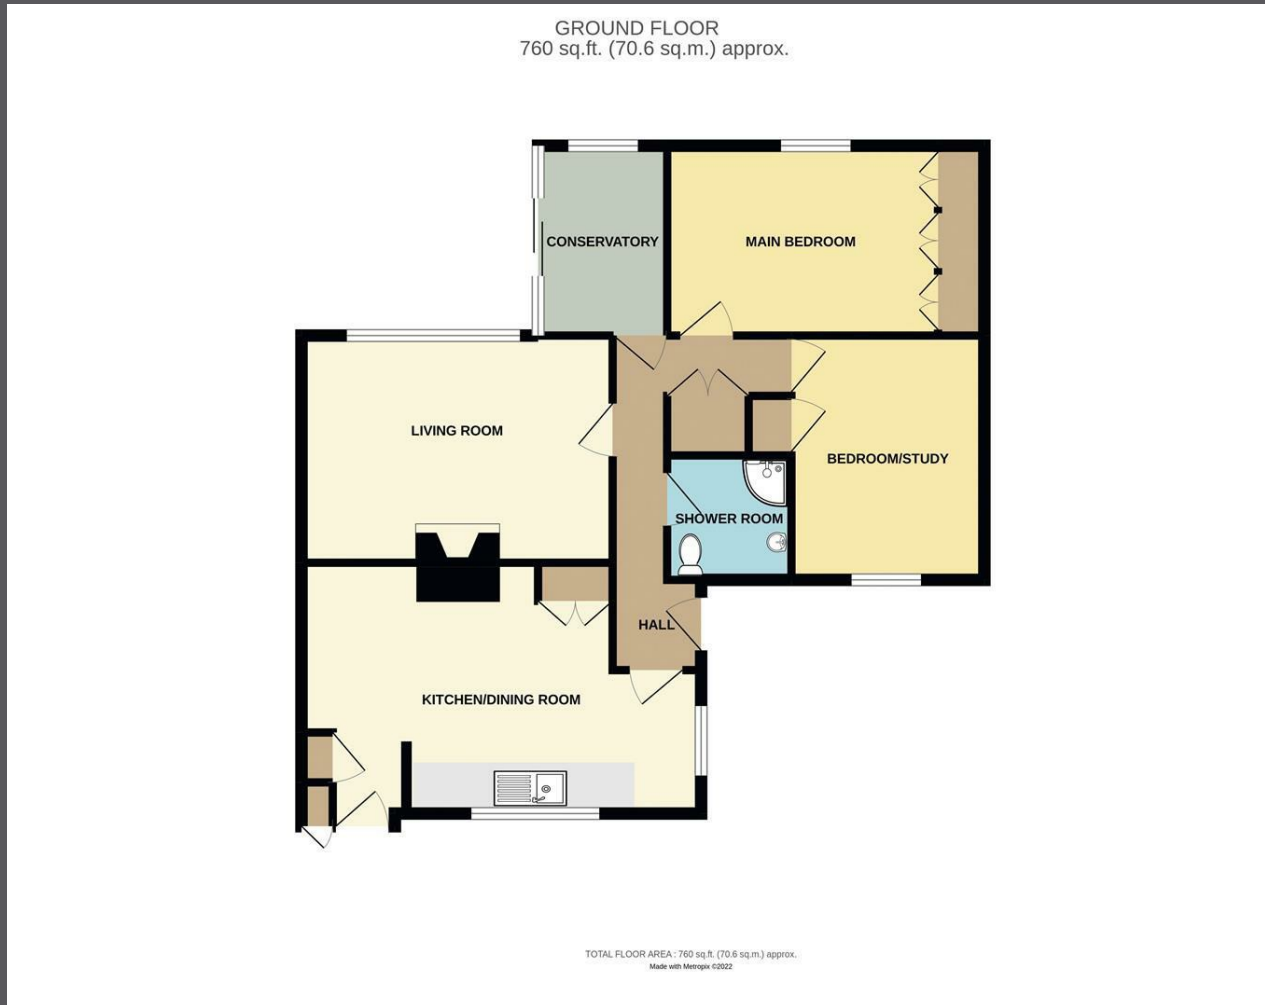 GROUND FLOOR
760 sq.ft. (70.6 sq.m.) approx.
CONSERVATORY
MAIN BEDROOM
LIVING ROOM
BEDROOM/STUDY
SHOWER ROOM
HALL
KITCHEN/DINING ROOM
TOTAL FLOOR AREA : 760 sq.ft. (70.6 sq.m.) approx.
Made with Metropix ©2022